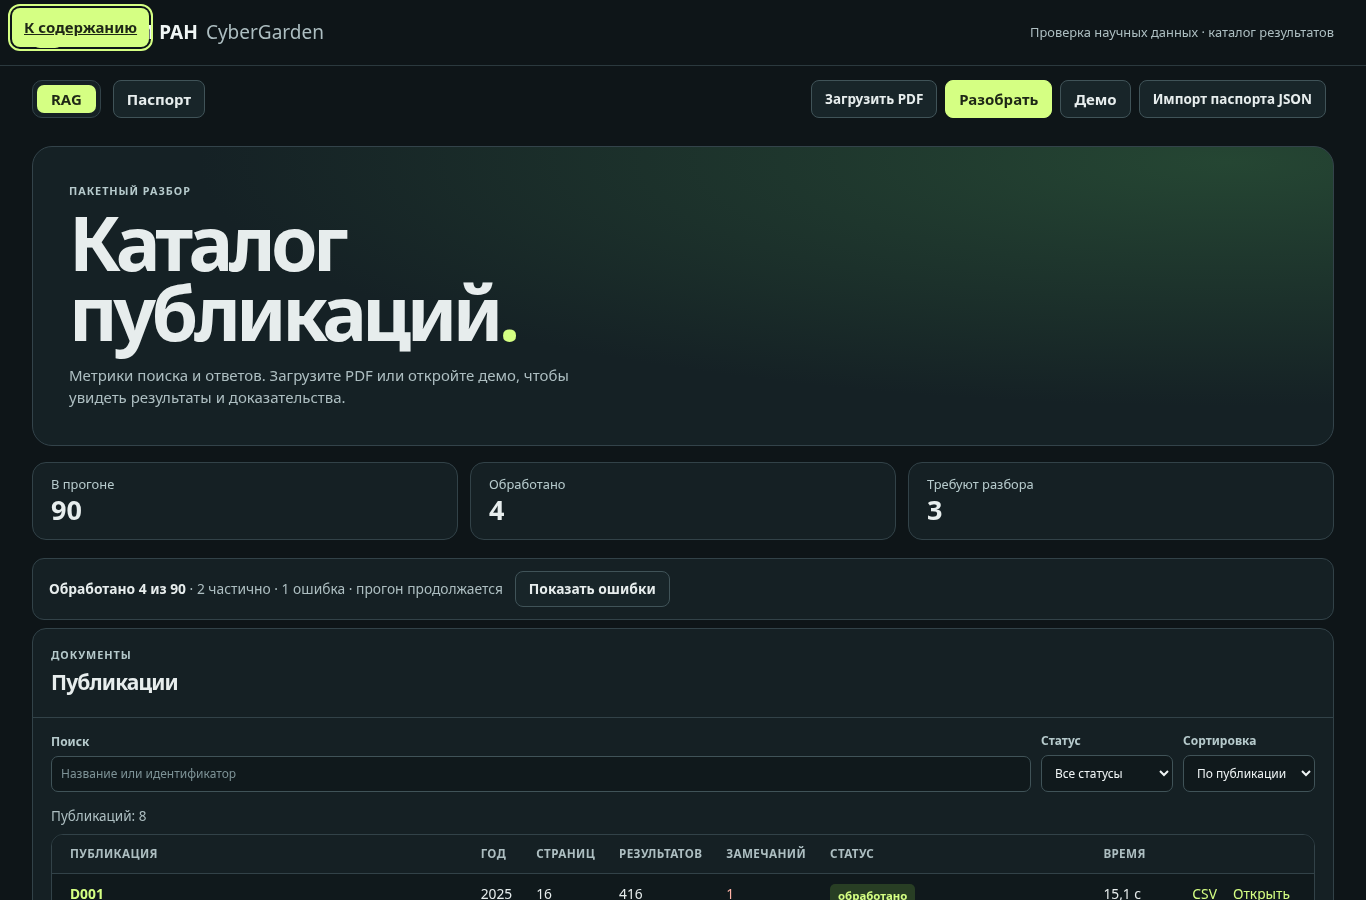 К содержанию
РАН CyberGarden
Проверка научных данных · каталог результатов
RAG
Паспорт
Загрузить PDF
Разобрать
Демо
Импорт паспорта JSON
ПАКЕТНЫЙ РАЗБОР
Каталог
публикаций.
Метрики поиска и ответов. Загрузите PDF или откройте демо, чтобы
увидеть результаты и доказательства.
В прогоне
90
Обработано
4
Требуют разбора
3
Обработано 4 из 90 · 2 частично · 1 ошибка · прогон продолжается
Показать ошибки
ДОКУМЕНТЫ
Публикации
Поиск
Статус
Сортировка
Название или идентификатор
Все статусы
По публикации
Публикаций: 8
ПУБЛИКАЦИЯ ГОД СТРАНИЦ РЕЗУЛЬТАТОВ ЗАМЕЧАНИЙ СТАТУС ВРЕМЯ
D001 2025 16 416 1 обработано 15,1 с CSV Открыть